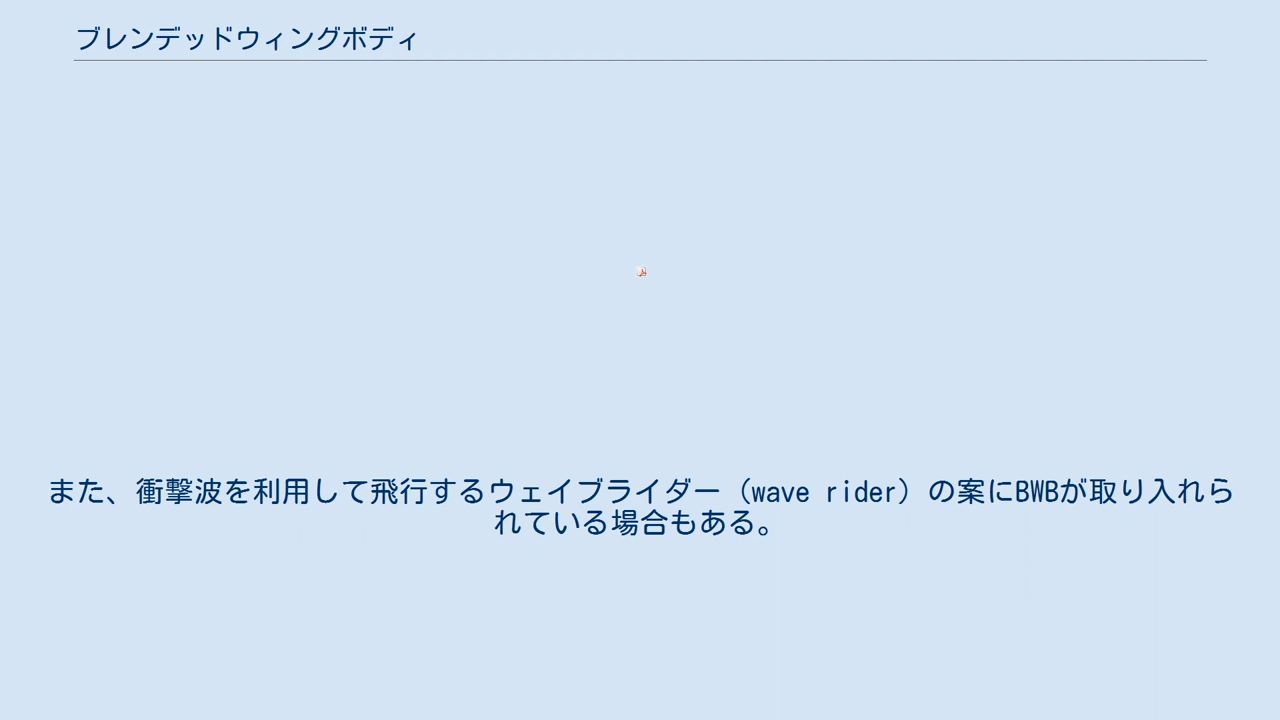 ブレンデッドウィングボディ
また、衝撃波を利用して飛行するウェイブライダー（wave rider）の案にBWBが取り入れら
れている場合もある。